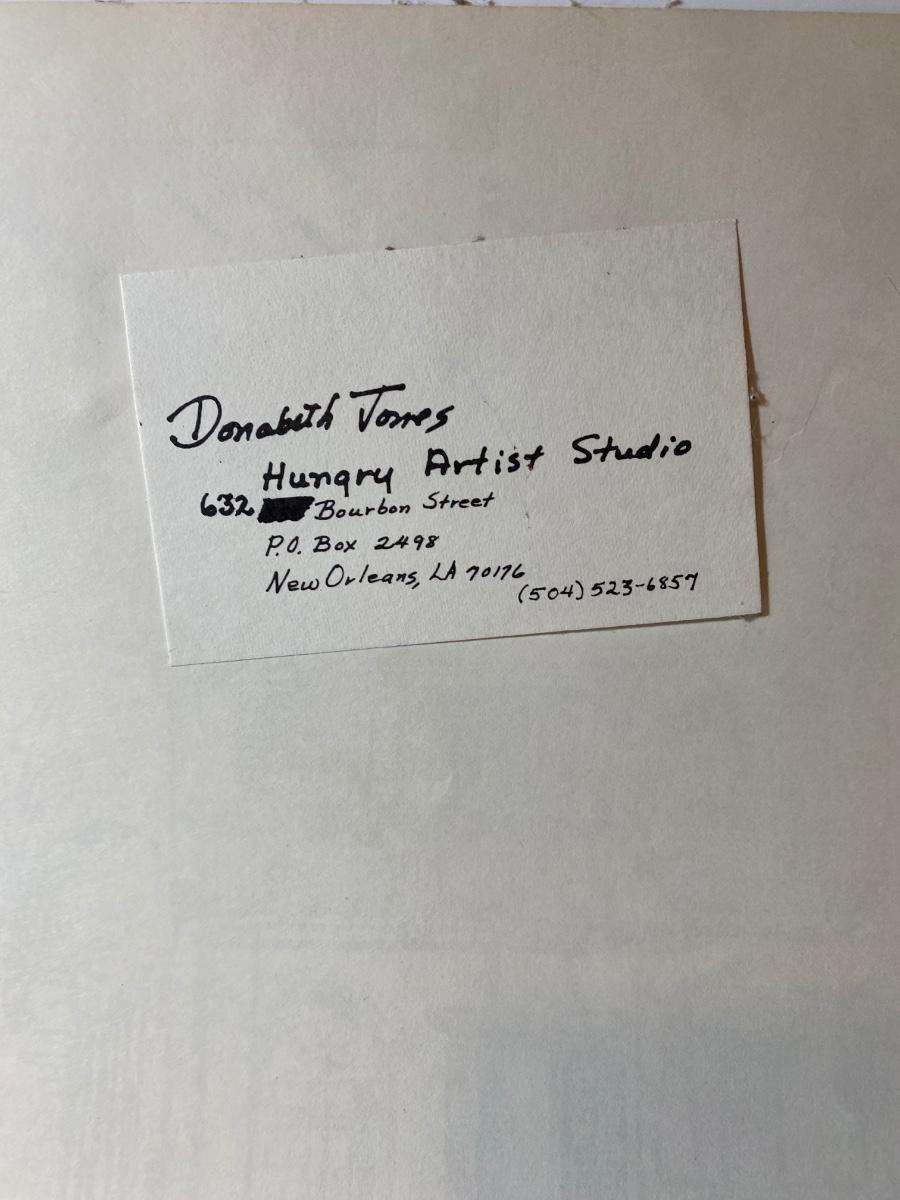 Donabeth Jones
Hungry Artist Studio
632 Bourbon Street
P.O. Box 2498
New Orleans, LA 70176
(504) 523-6857